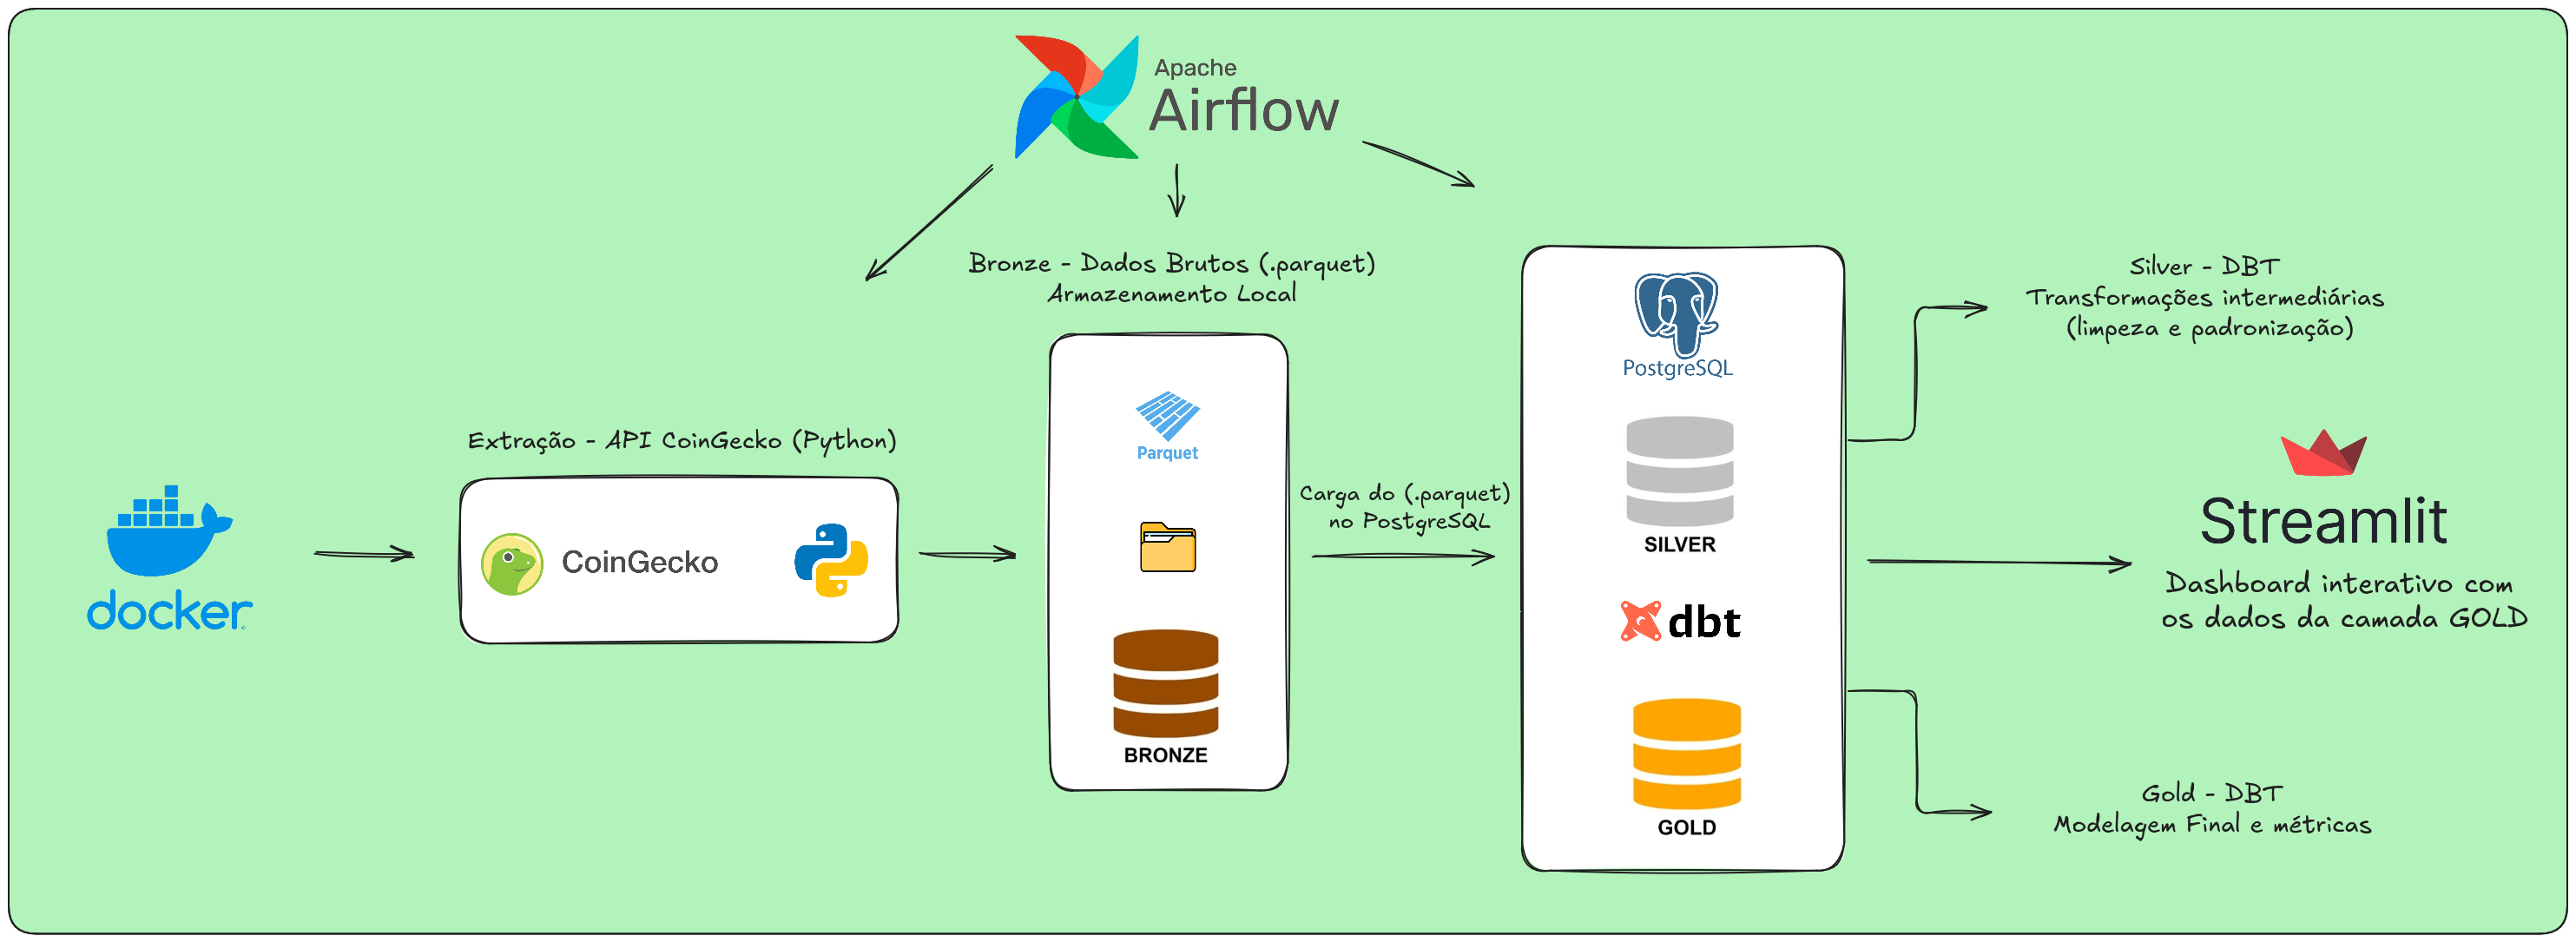 Apache
Airflow
Bronze - Dados Brutos (.parquet)
Armazenamento Local
Extração - API CoinGecko (Python)
docker
CoinGecko
Parquet
BRONZE
Carga do (.parquet)
no PostgreSQL
PostgreSQL
SILVER
dbt
GOLD
Silver - DBT
Transformações intermediárias
(limpeza e padronização)
Streamlit
Dashboard interativo com
os dados da camada GOLD
Gold - DBT
Modelagem Final e métricas